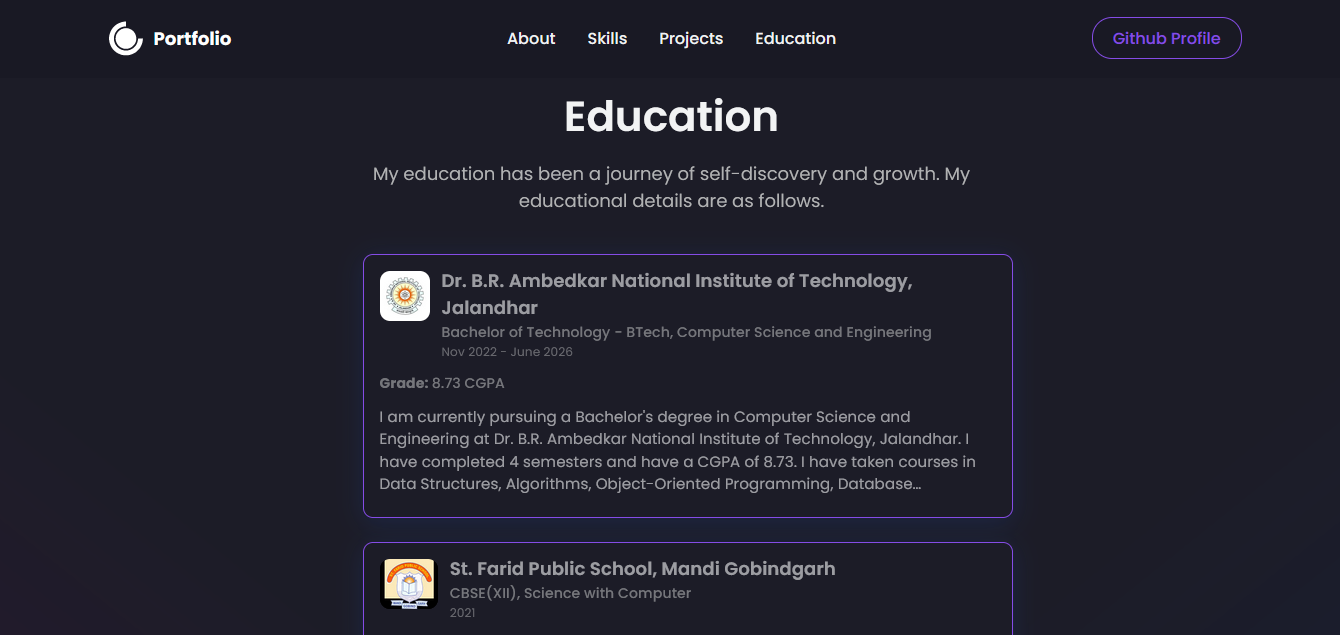 Portfolio
About
Skills
Projects
Education
Github Profile
Education
My education has been a journey of self-discovery and growth. My
educational details are as follows.
Dr. B.R. Ambedkar National Institute of Technology,
Jalandhar
Bachelor of Technology - BTech, Computer Science and Engineering
Nov 2022 - June 2026
Grade: 8.73 CGPA
I am currently pursuing a Bachelor's degree in Computer Science and
Engineering at Dr. B.R. Ambedkar National Institute of Technology, Jalandhar. I
have completed 4 semesters and have a CGPA of 8.73. I have taken courses in
Data Structures, Algorithms, Object-Oriented Programming, Database...
St. Farid Public School, Mandi Gobindgarh
CBSE(XII), Science with Computer
2021